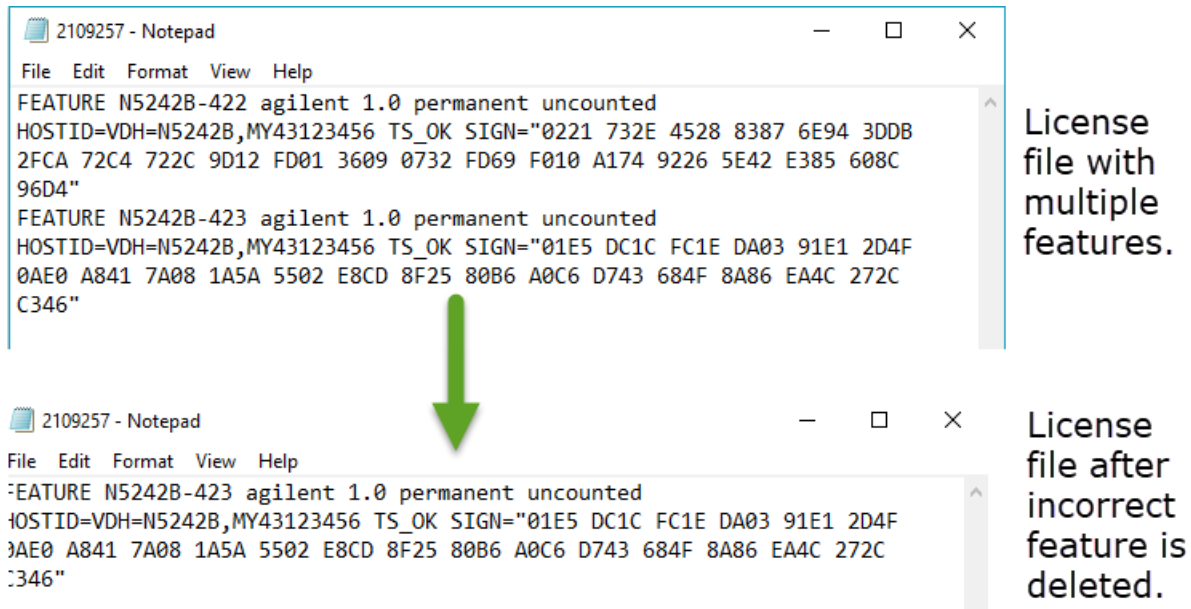 2109257 - Notepad
File Edit Format View Help
FEATURE N5242B-422 agilent 1.0 permanent uncounted
HOSTID=VDH=N5242B,MY43123456 TS_OK SIGN="0221 732E 4528 8387 6E94 3DDB
2FCA 72C4 722C 9D12 FD01 3609 0732 FD69 F010 A174 9226 5E42 E385 608C
96D4"
FEATURE N5242B-423 agilent 1.0 permanent uncounted
HOSTID=VDH=N5242B,MY43123456 TS_OK SIGN="01E5 DC1C FC1E DA03 91E1 2D4F
0AE0 A841 7A08 1A5A 5502 E8CD 8F25 80B6 A0C6 D743 684F 8A86 EA4C 272C
C346"
License
file with
multiple
features.
2109257 - Notepad
File Edit Format View Help
FEATURE N5242B-423 agilent 1.0 permanent uncounted
HOSTID=VDH=N5242B,MY43123456 TS_OK SIGN="01E5 DC1C FC1E DA03 91E1 2D4F
0AE0 A841 7A08 1A5A 5502 E8CD 8F25 80B6 A0C6 D743 684F 8A86 EA4C 272C
C346"
License
file after
incorrect
feature is
deleted.